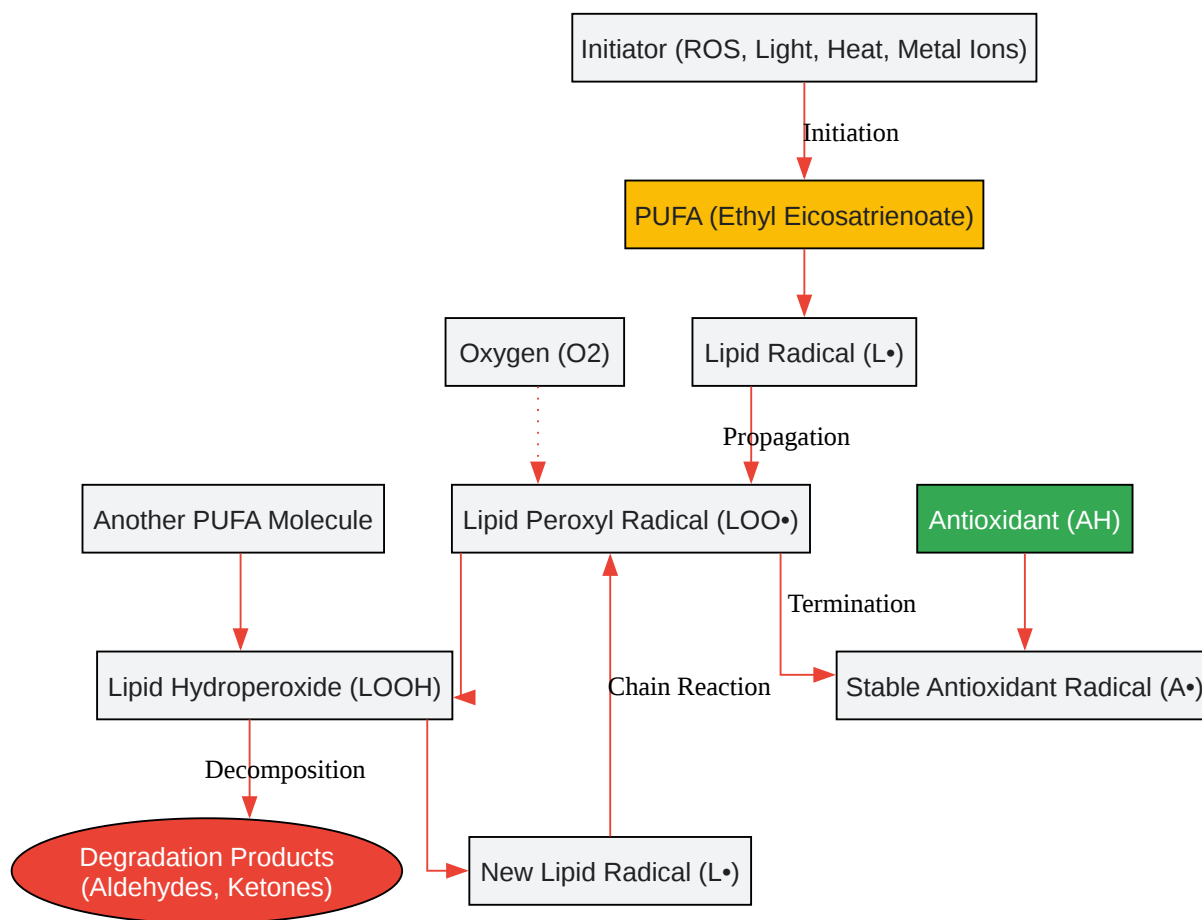 Initiator (ROS, Light, Heat, Metal Ions)
Initiation
PUFA (Ethyl Eicosatrienoate)
Oxygen (O2)
Lipid Radical (L•)
Propagation
Another PUFA Molecule
Lipid Peroxyl Radical (LOO•)
Antioxidant (AH)
Termination
Lipid Hydroperoxide (LOOH)
Chain Reaction
Stable Antioxidant Radical (A•)
Decomposition
Degradation Products
(Aldehydes, Ketones)
New Lipid Radical (L•)